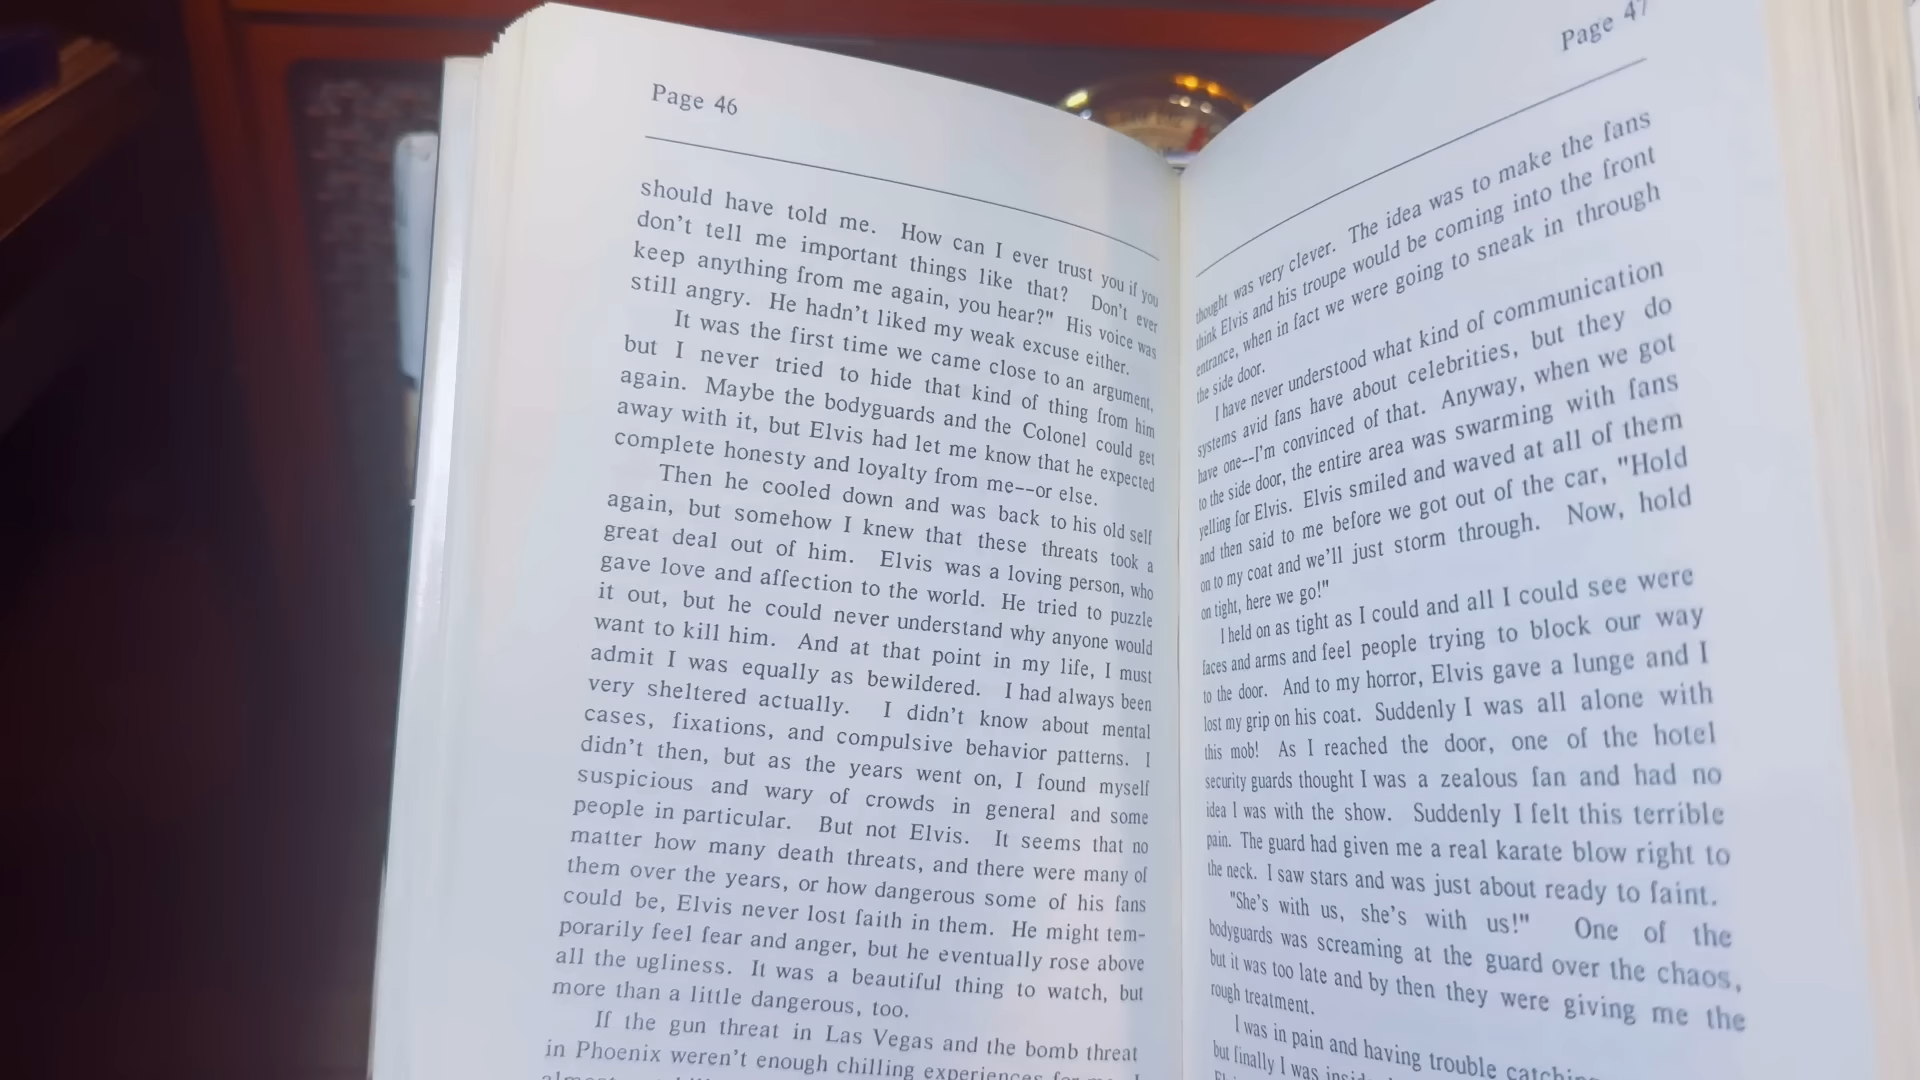 Page 46
should have told me. How can I ever trust you if you
don't tell me important things like that? Don't ever
keep anything from me again, you hear?" His voice was
still angry. He hadn't liked my weak excuse either.
It was the first time we came close to an argument,
but I never tried to hide that kind of thing from him
again. Maybe the bodyguards and the Colonel could get
away with it, but Elvis had let me know that he expected
complete honesty and loyalty from me--or else.
Then he cooled down and was back to his old self
again, but somehow I knew that these threats took a
great deal out of him. Elvis was a loving person, who
gave love and affection to the world. He tried to puzzle
it out, but he could never understand why anyone would
want to kill him. And at that point in my life, I must
admit I was equally as bewildered. I had always been
very sheltered actually. I didn't know about mental
cases, fixations, and compulsive behavior patterns. I
didn't then, but as the years went on, I found myself
suspicious and wary of crowds in general and some
people in particular. But not Elvis. It seems that no
matter how many death threats, and there were many of
them over the years, or how dangerous some of his fans
could be, Elvis never lost faith in them. He might tem-
porarily feel fear and anger, but he eventually rose above
all the ugliness. It was a beautiful thing to watch, but
more than a little dangerous, too.
If the gun threat in Las Vegas and the bomb threat
in Phoenix weren't enough chilling experiences
Page 47
thought was very clever. The idea was to make the fans
think Elvis and his troupe would be coming into the front
entrance, when in fact we were going to sneak in through
the side door.
I have never understood what kind of communication
systems avid fans have about celebrities, but they do
have one--I'm convinced of that. Anyway, when we got
to the side door, the entire area was swarming with fans
yelling for Elvis. Elvis smiled and waved at all of them
and then said to me before we got out of the car, "Hold
on to my coat and we'll just storm through. Now, hold
on tight, here we go!"
I held on as tight as I could and all I could see were
faces and arms and feel people trying to block our way
to the door. And to my horror, Elvis gave a lunge and I
lost my grip on his coat. Suddenly I was all alone with
this mob! As I reached the door, one of the hotel
security guards thought I was a zealous fan and had no
idea I was with the show. Suddenly I felt this terrible
pain. The guard had given me a real karate blow right to
the neck. I saw stars and was just about ready to faint.
"She's with us, she's with us!" One of the
bodyguards was screaming at the guard over the chaos,
but it was too late and by then they were giving me the
rough treatment.
I was in pain and having trouble
but finally I was